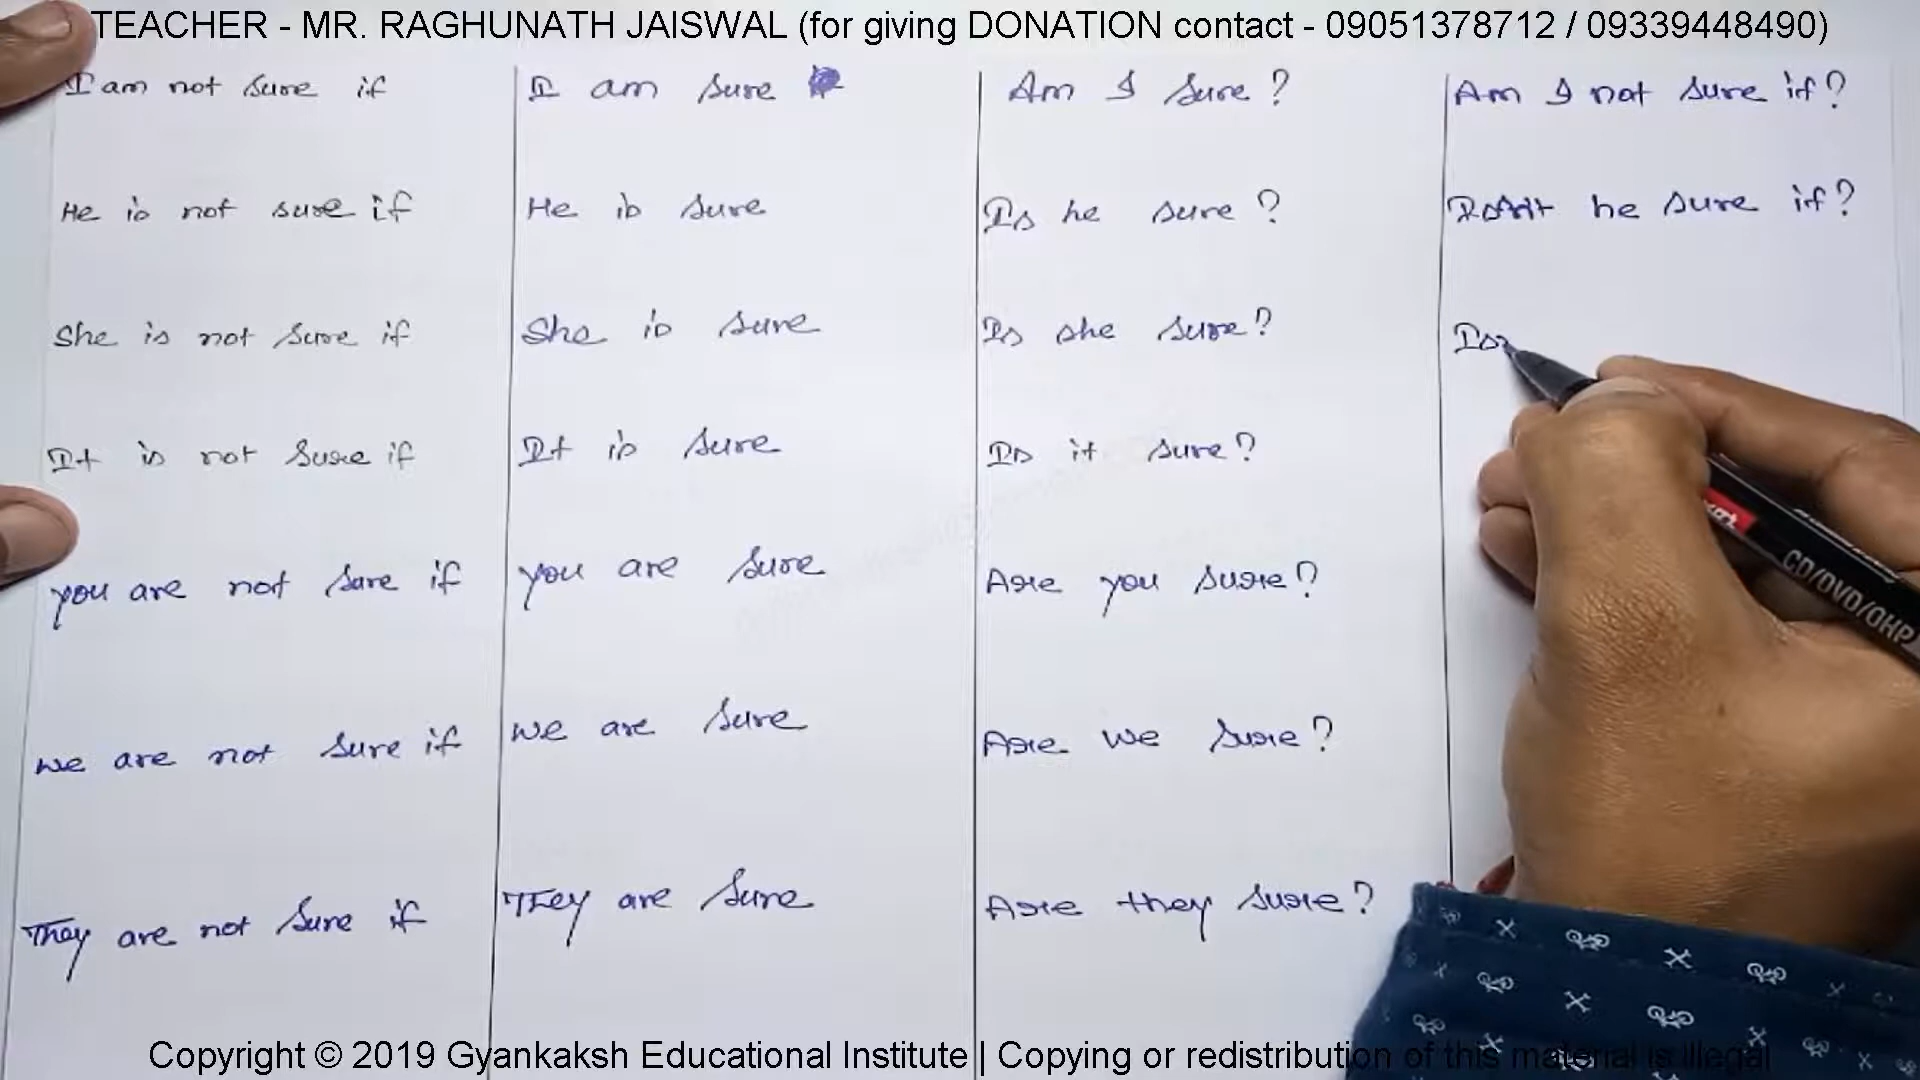 TEACHER - MR. RAGHUNATH JAISWAL (for giving DONATION contact - 09051378712 / 09339448490)
I am not sure if
He is not sure if
She is not sure if
It is not sure if
you are not sure if
we are not sure if
They are not sure if
I am sure
He is sure
She is sure
It is sure
you are sure
we are sure
They are sure
Am I sure?
Is he sure?
Is she sure?
Is it sure?
Are you sure?
Are we sure?
Are they sure?
Am I not sure if?
he sure if?
Is
CD/DVD/OHP
Copyright © 2019 Gyankaksh Educational Institute | Copying or redistribution of this material is Illegal